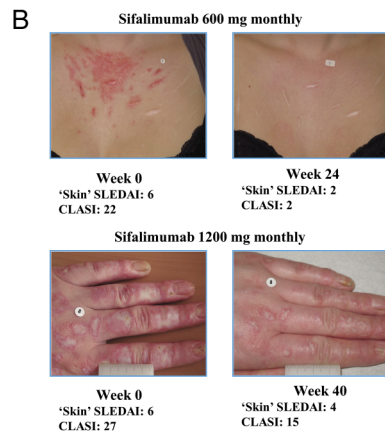 B
Sifalimumab 600 mg monthly
Week 0
'Skin' SLEDAI: 6
CLASI: 22
Week 24
'Skin' SLEDAI: 2
CLASI: 2
Sifalimumab 1200 mg monthly
Week 0
'Skin' SLEDAI: 6
CLASI: 27
Week 40
'Skin' SLEDAI: 4
CLASI: 15